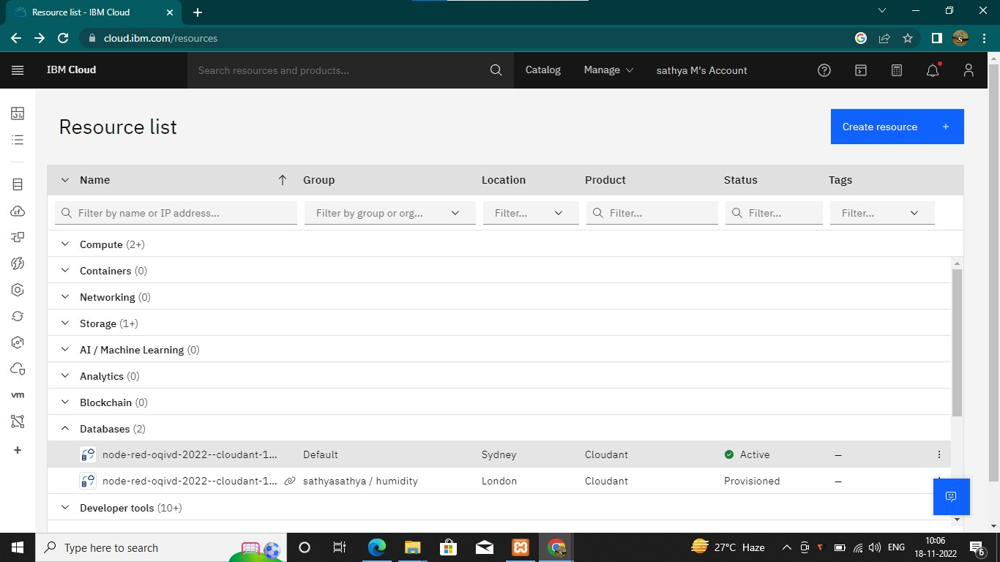 Resource list - IBM Cloud
cloud.ibm.com/resources
IBM Cloud
Search resources and products...
Catalog
Manage
sathya M's Account
Resource list
Create resource +
Name Group Location Product Status Tags
Filter by name or IP address... Filter by group or org... Filter... Filter... Filter... Filter...
Compute (2+)
Containers (0)
Networking (0)
Storage (1+)
AI / Machine Learning (0)
Analytics (0)
Blockchain (0)
vm
Databases (2)
node-red-oqivd-2022--cloudant-1... Default Sydney Cloudant Active –
node-red-oqivd-2022--cloudant-1... sathyasathya / humidity London Cloudant Provisioned –
Developer tools (10+)
Type here to search
27°C Haze
ENG
10:06
18-11-2022
6